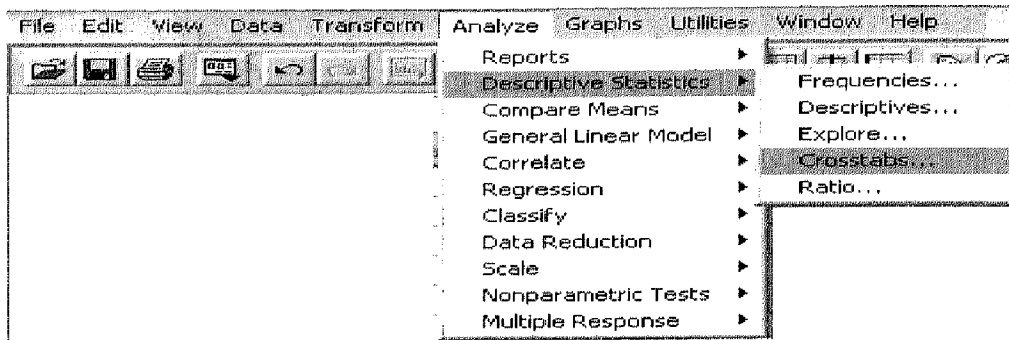 File Edit View Data Transform Analyze Graphs Utilities Window Help
Reports
Descriptive Statistics
Compare Means
General Linear Model
Correlate
Regression
Classify
Data Reduction
Scale
Nonparametric Tests
Multiple Response
Frequencies...
Descriptives...
Explore...
Crosstabs...
Ratio...